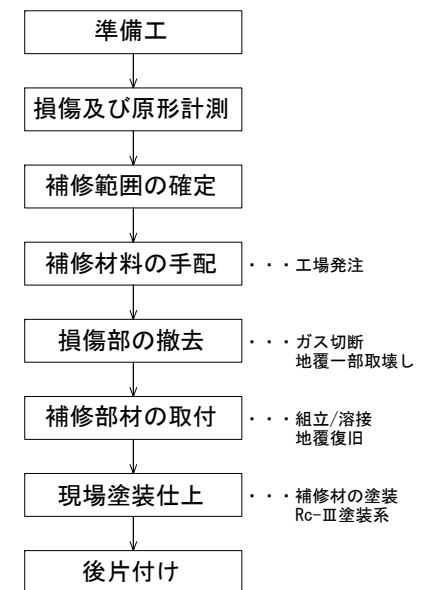 準備工
損傷及び原形計測
補修範囲の確定
補修材料の手配
・・・工場発注
損傷部の撤去
・・・ガス切断
地覆一部取壊し
補修部材の取付
・・・組立/溶接
地覆復旧
現場塗装仕上
・・・補修材の塗装
Rc-Ⅲ塗装系
後片付け